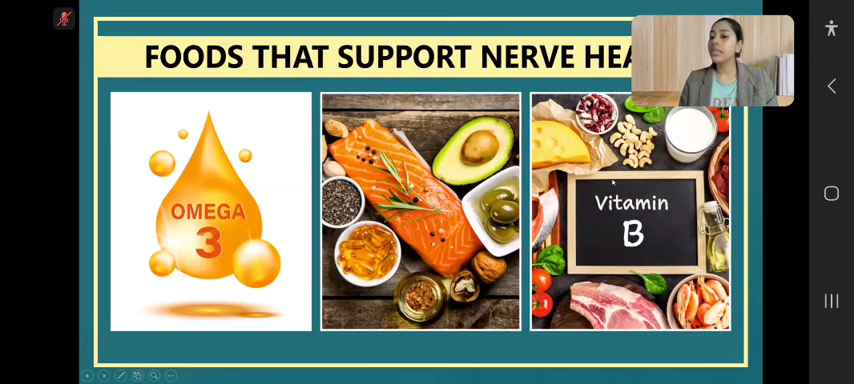 FOODS THAT SUPPORT NERVE HEA
OMEGA
3
Vitamin
B